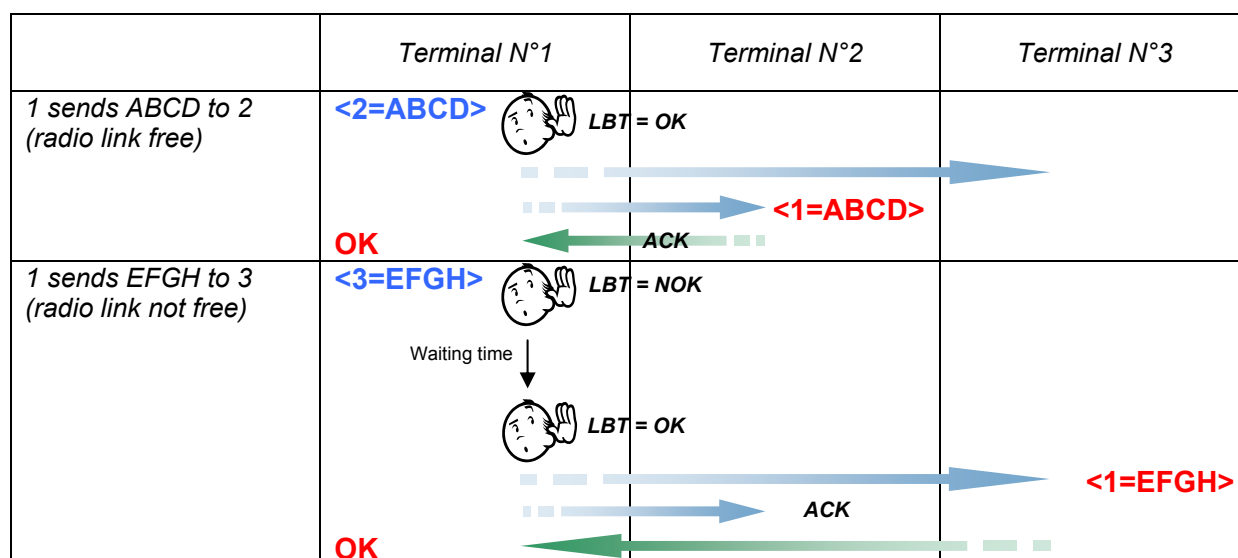 Terminal N°1
Terminal N°2
Terminal N°3
1 sends ABCD to 2
(radio link free)
<2=ABCD>
LBT = OK
<1=ABCD>
OK
ACK
1 sends EFGH to 3
(radio link not free)
<3=EFGH>
LBT = NOK
Waiting time
LBT = OK
<1=EFGH>
ACK
OK